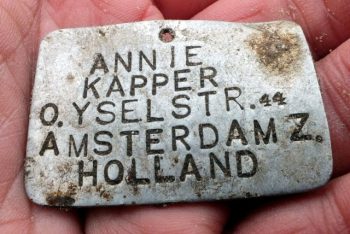 ANNIE
KAPPER
O. YSELSTR. 44
AMSTERDAM Z.
HOLLAND